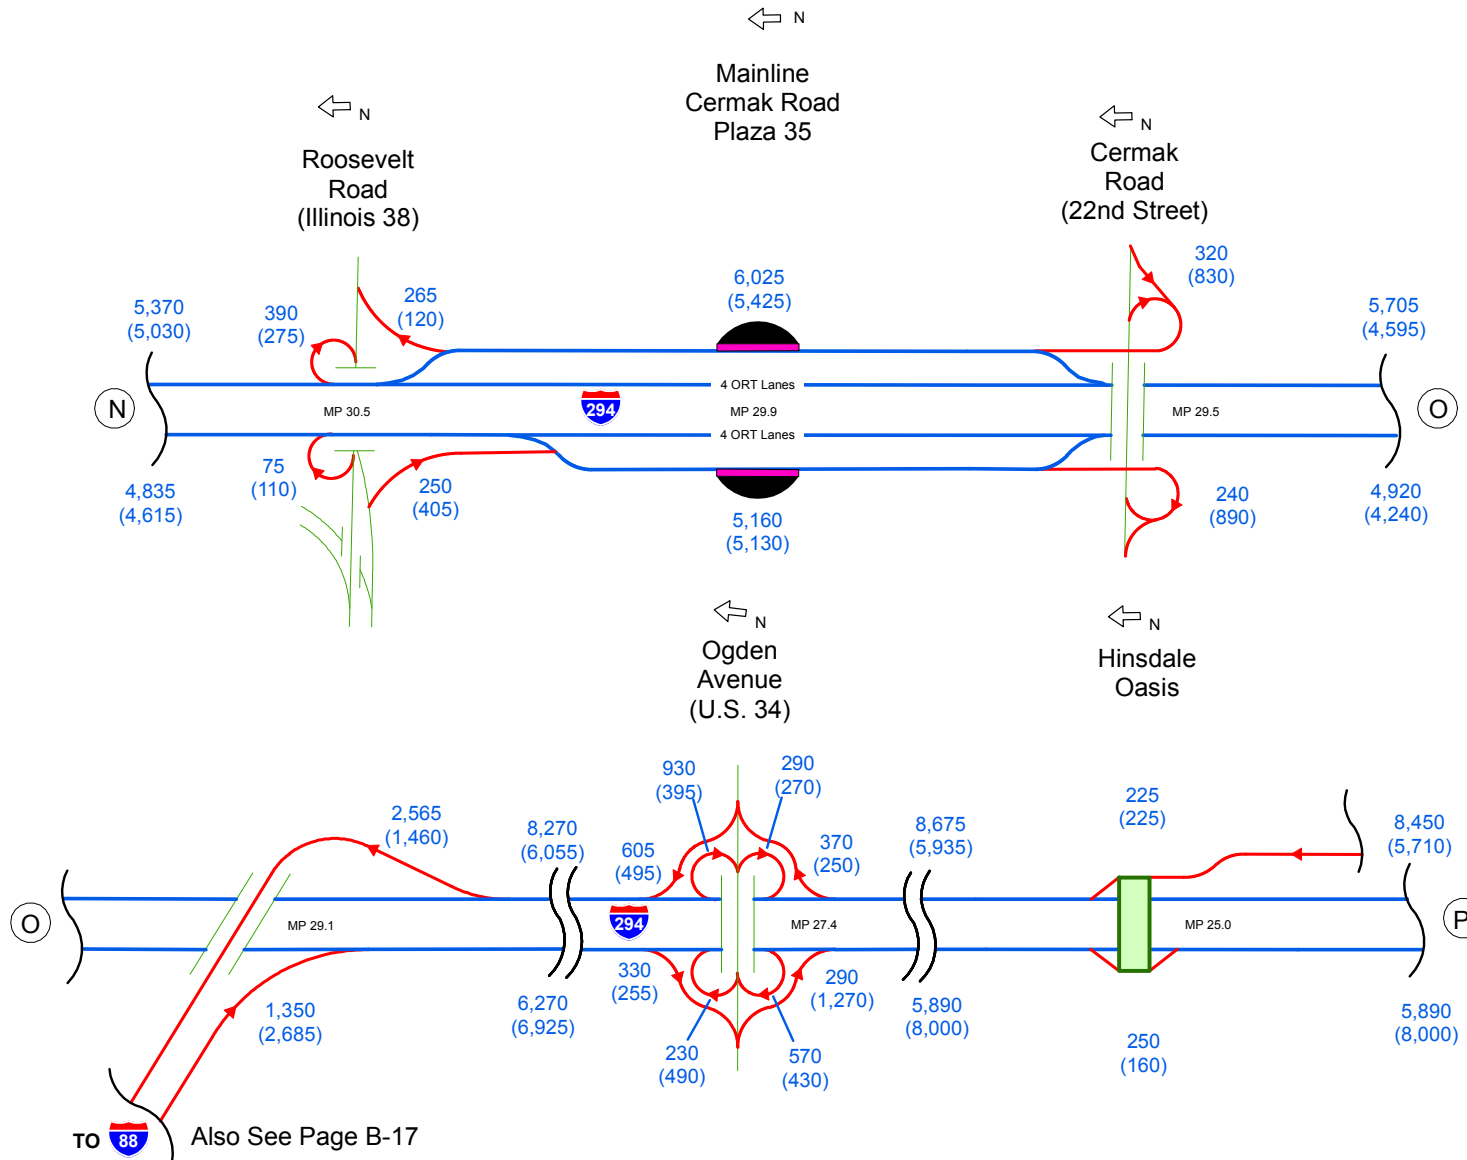 N
Mainline
Cermak Road
Plaza 35
N
Roosevelt
Road
(Illinois 38)
N
Cermak
Road
(22nd Street)
5,370
(5,030)
390
(275)
265
(120)
6,025
(5,425)
320
(830)
5,705
(4,595)
4 ORT Lanes
N
MP 30.5
294
MP 29.9
MP 29.5
O
4 ORT Lanes
4,835
(4,615)
75
(110)
250
(405)
5,160
(5,130)
240
(890)
4,920
(4,240)
N
Ogden
Avenue
(U.S. 34)
N
Hinsdale
Oasis
2,565
(1,460)
8,270
(6,055)
930
(395)
605
(495)
290
(270)
370
(250)
8,675
(5,935)
225
(225)
8,450
(5,710)
O
MP 29.1
294
MP 27.4
MP 25.0
P
1,350
(2,685)
6,270
(6,925)
330
(255)
230
(490)
290
(1,270)
570
(430)
5,890
(8,000)
250
(160)
5,890
(8,000)
TO 88 Also See Page B-17